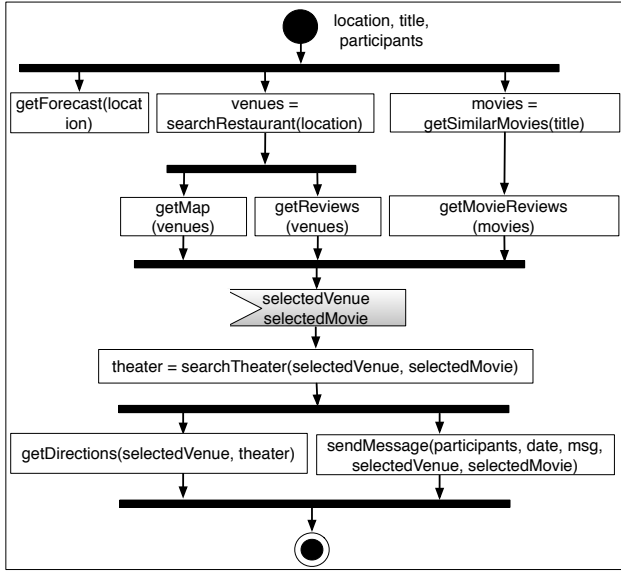 location, title,
participants
getForecast(locat
ion)
venues =
searchRestaurant(location)
movies =
getSimilarMovies(title)
getMap
(venues)
getReviews
(venues)
getMovieReviews
(movies)
selectedVenue
selectedMovie
theater = searchTheater(selectedVenue, selectedMovie)
getDirections(selectedVenue, theater)
sendMessage(participants, date, msg,
selectedVenue, selectedMovie)